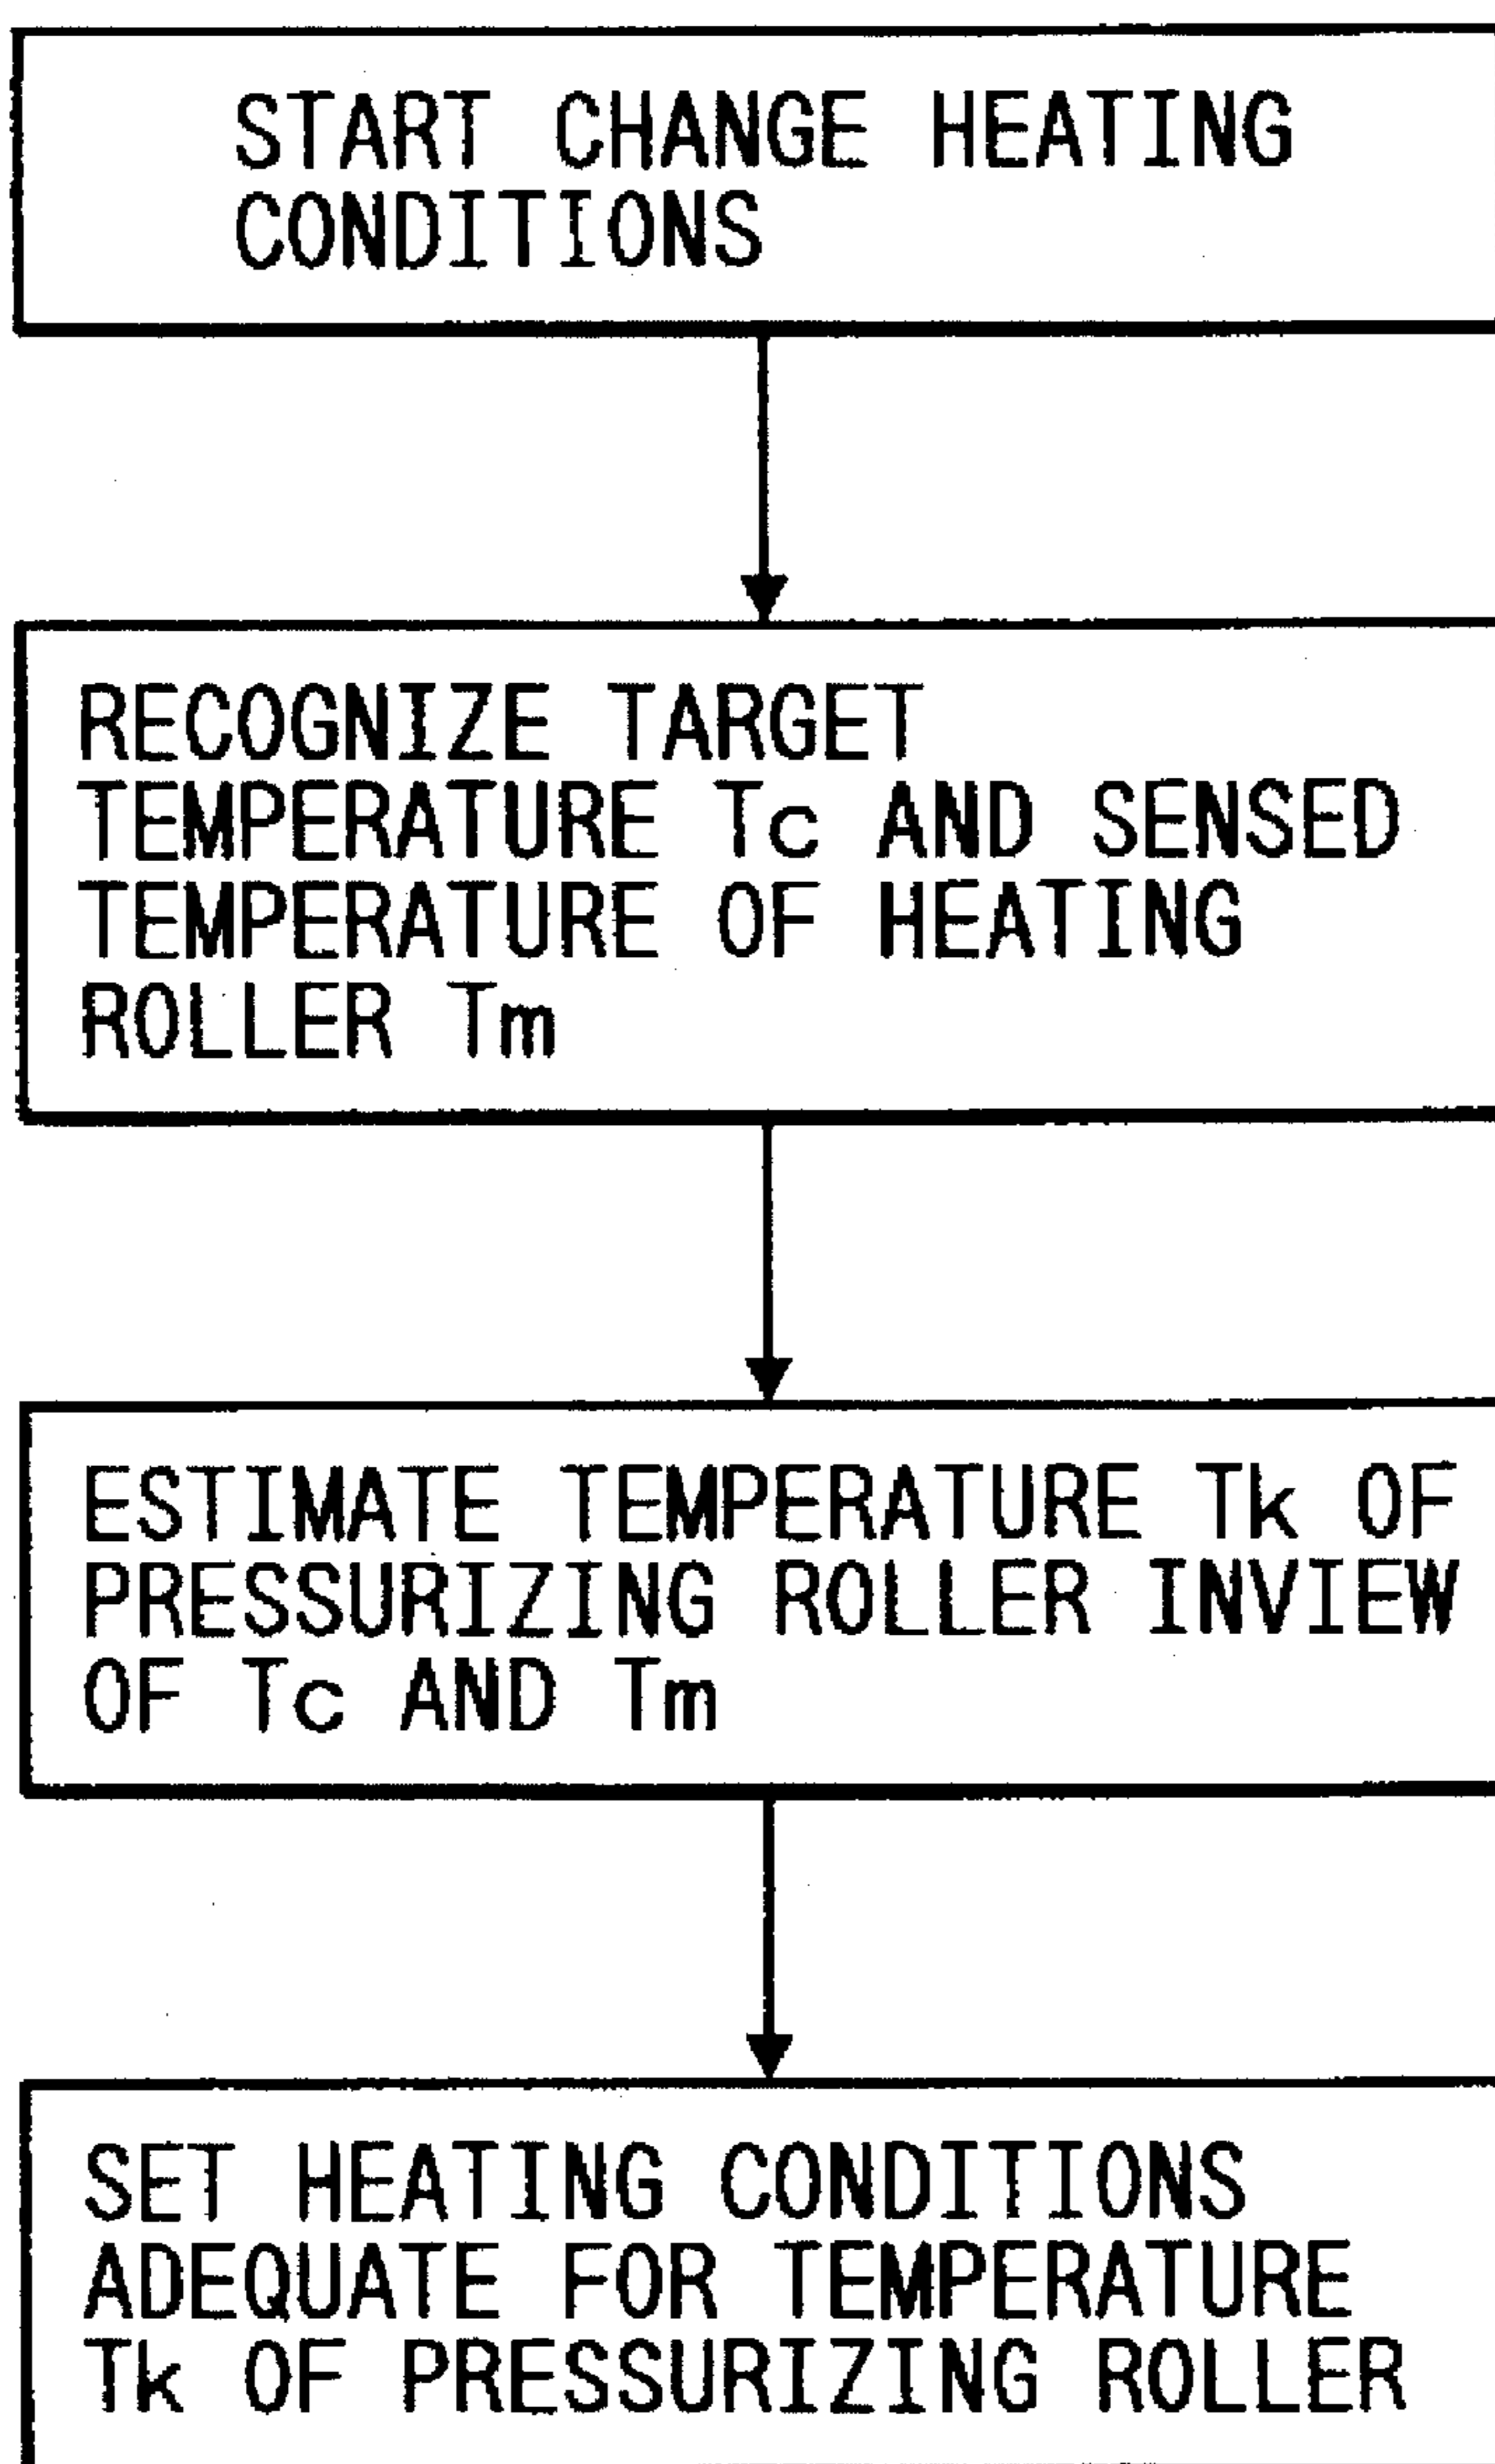 START CHANGE HEATING
CONDITIONS
RECOGNIZE TARGET
TEMPERATURE Tc AND SENSED
TEMPERATURE OF HEATING
ROLLER Tm
ESTIMATE TEMPERATURE Tk OF
PRESSURIZING ROLLER INVIEW
OF Tc AND Tm
SET HEATING CONDITIONS
ADEQUATE FOR TEMPERATURE
Tk OF PRESSURIZING ROLLER